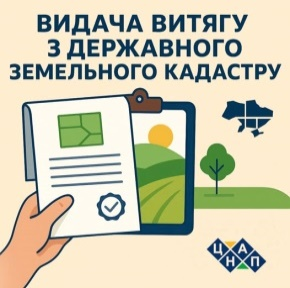 ВИДАЧА ВИТЯГУ
З ДЕРЖАВНОГО
ЗЕМЕЛЬНОГО КАДАСТРУ
ЦНАП